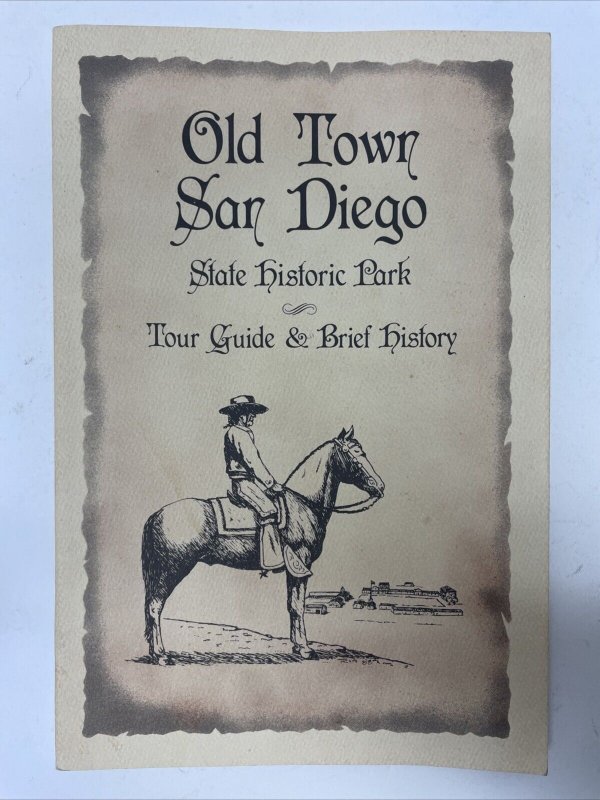 Old Town
San Diego
State Historic Park
Tour Guide & Brief History